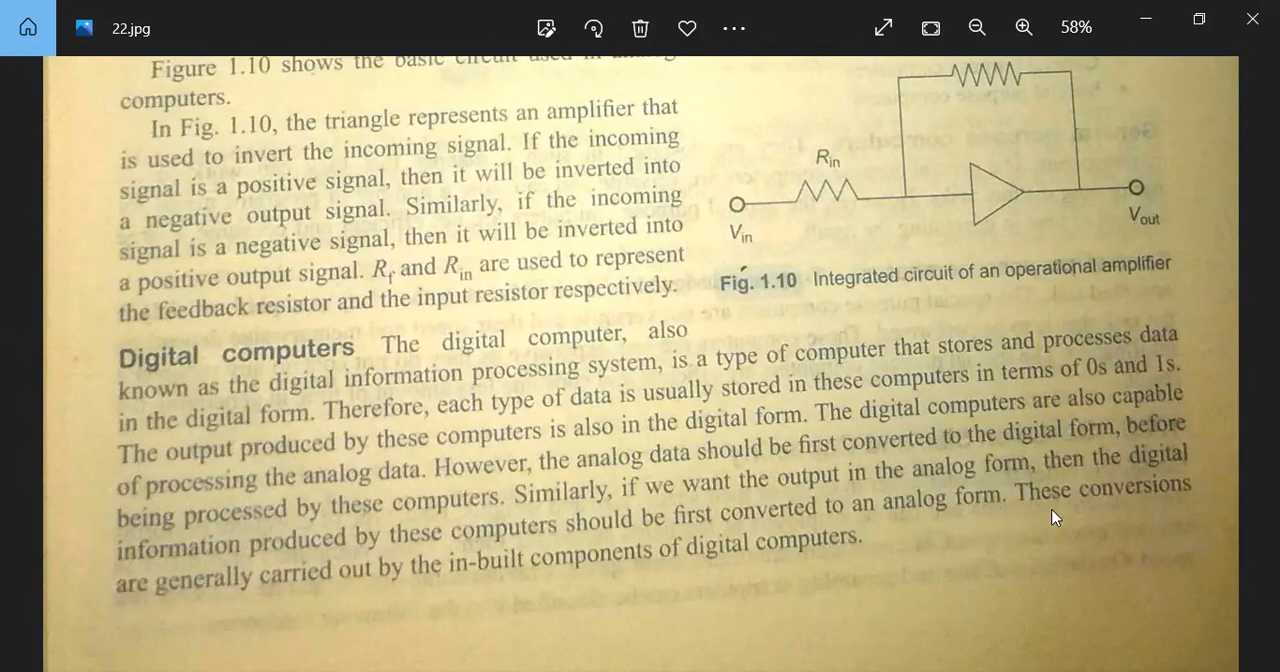 22.jpg
58%
Figure 1.10 shows the basic circuit used in analog
computers.
In Fig. 1.10, the triangle represents an amplifier that
is used to invert the incoming signal. If the incoming
signal is a positive signal, then it will be inverted into
a negative output signal. Similarly, if the incoming
signal is a negative signal, then it will be inverted into
a positive output signal. Rf and Rin are used to represent
the feedback resistor and the input resistor respectively.
Rin
Vin
Vout
Fig. 1.10 Integrated circuit of an operational amplifier
Digital computers The digital computer, also
known as the digital information processing system, is a type of computer that stores and processes data
in the digital form. Therefore, each type of data is usually stored in these computers in terms of 0s and 1s.
The output produced by these computers is also in the digital form. The digital computers are also capable
of processing the analog data. However, the analog data should be first converted to the digital form, before
being processed by these computers. Similarly, if we want the output in the analog form, then the digital
information produced by these computers should be first converted to an analog form. These conversions
are generally carried out by the in-built components of digital computers.